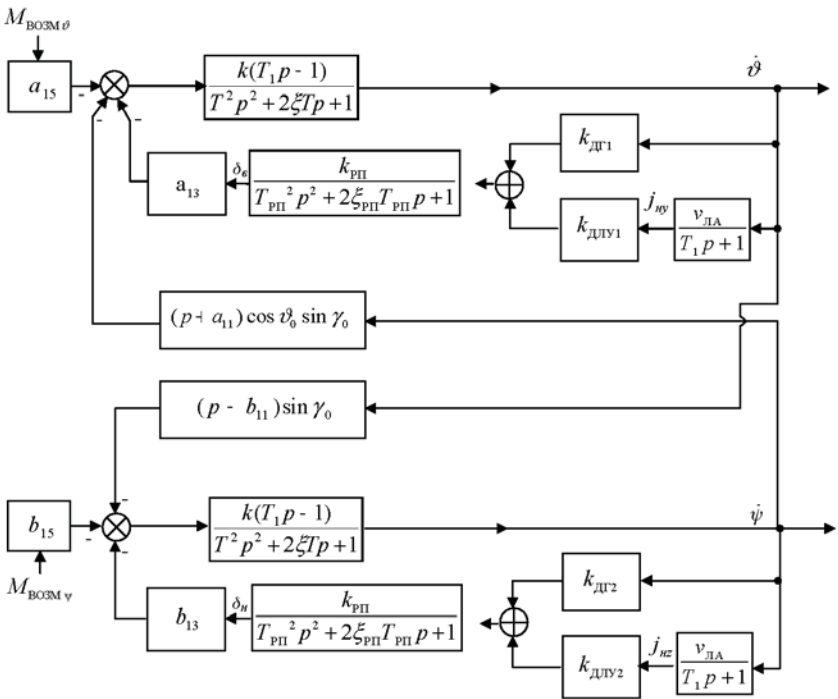 M_ВОЗМϑ
a_15
-
-
-
k(T_1 p − 1)
T^2 p^2 + 2ξTp + 1
ϑ̇
k_ДГ1
a_13
δ_в
k_РП
T_РП^2 p^2 + 2ξ_РП T_РП p + 1
k_ДЛУ1
j_ну
v_ЛА
T_1 p + 1
(p + a_11) cos ϑ_0 sin γ_0
(p - b_11) sin γ_0
b_15
-
-
-
k(T_1 p − 1)
T^2 p^2 + 2ξTp + 1
ψ̇
M_ВОЗМψ
k_ДГ2
b_13
δ_н
k_РП
T_РП^2 p^2 + 2ξ_РП T_РП p + 1
k_ДЛУ2
j_нz
v_ЛА
T_1 p + 1